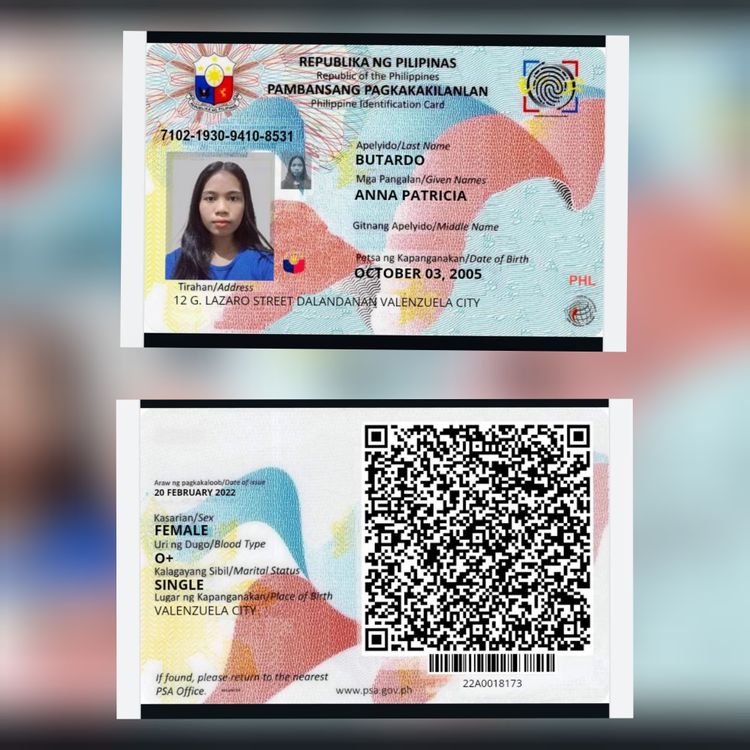 REPUBLIKA NG PILIPINAS
Republic of the Philippines
PAMBANSANG PAGKAKAKILANLAN
Philippine Identification Card
7102-1930-9410-8531
Apelyido/Last Name
BUTARDO
Mga Pangalan/Given Names
ANNA PATRICIA
Gitnang Apelyido/Middle Name
Petsa ng Kapanganakan/Date of Birth
OCTOBER 03, 2005
PHL
Tirahan/Address
12 G. LAZARO STREET DALANDANAN VALENZUELA CITY
Araw ng pagkakaloob/Date of issue
20 FEBRUARY 2022
Kasarian/Sex
FEMALE
Uri ng Dugo/Blood Type
O+
Kalagayang Sibil/Marital Status
SINGLE
Lugar ng Kapanganakan/Place of Birth
VALENZUELA CITY
If found, please return to the nearest
PSA Office.
www.psa.gov.ph
22A0018173